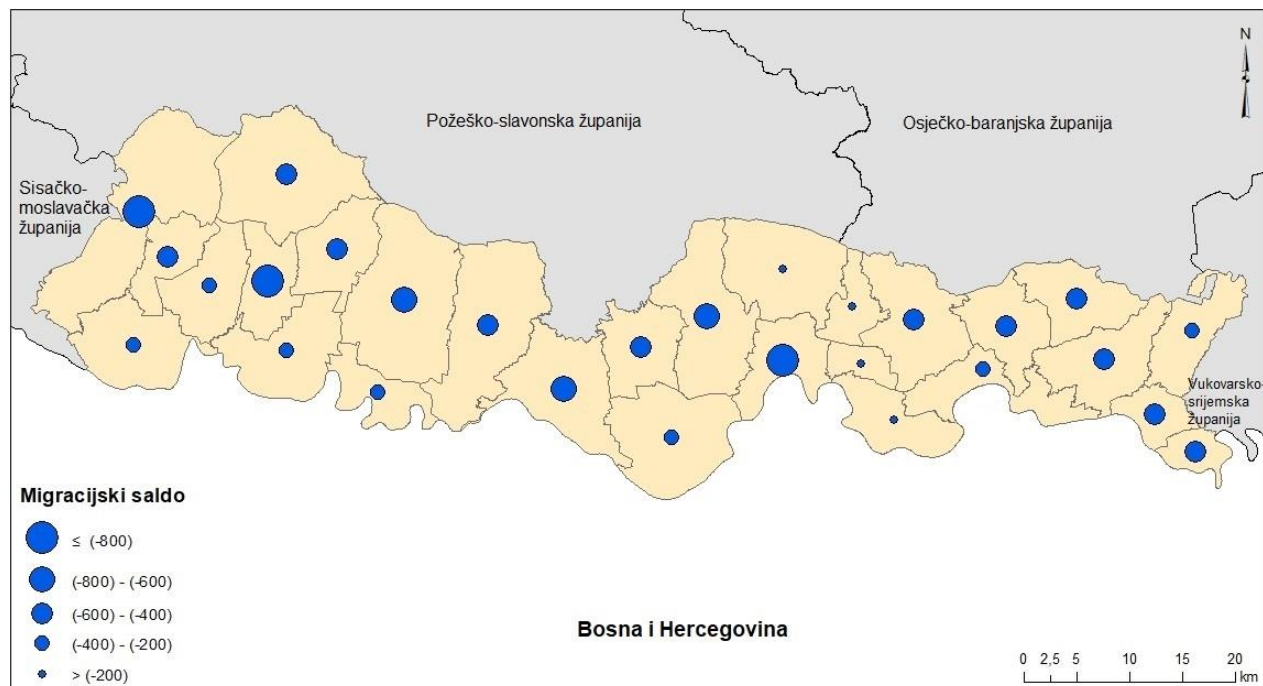 N
Požeško-slavonska županija
Osječko-baranjska županija
Sisačko-
moslavačka
županija
Vukovarsko-
srijemska
županija
Migracijski saldo
≤ (-800)
(-800) - (-600)
(-600) - (-400)
(-400) - (-200)
> (-200)
Bosna i Hercegovina
0 2,5 5 10 15 20
km